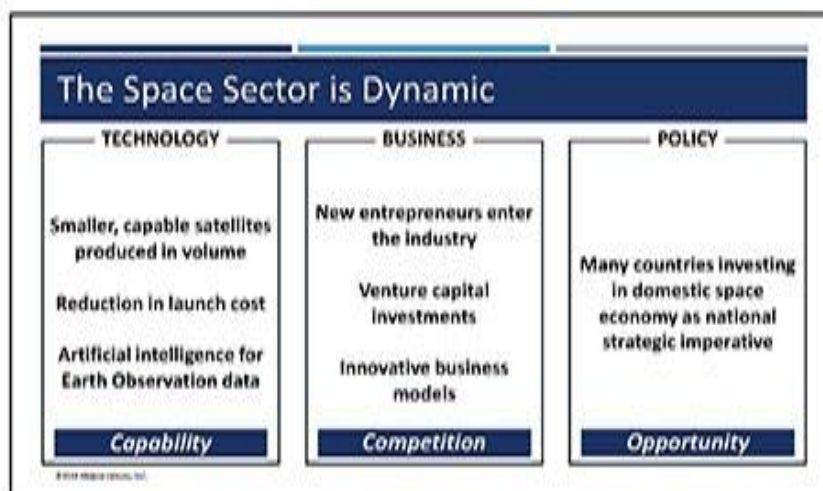 The Space Sector is Dynamic
TECHNOLOGY
Smaller, capable satellites
produced in volume
Reduction in launch cost
Artificial intelligence for
Earth Observation data
Capability
BUSINESS
New entrepreneurs enter
the industry
Venture capital
investments
Innovative business
models
Competition
POLICY
Many countries investing
in domestic space
economy as national
strategic imperative
Opportunity